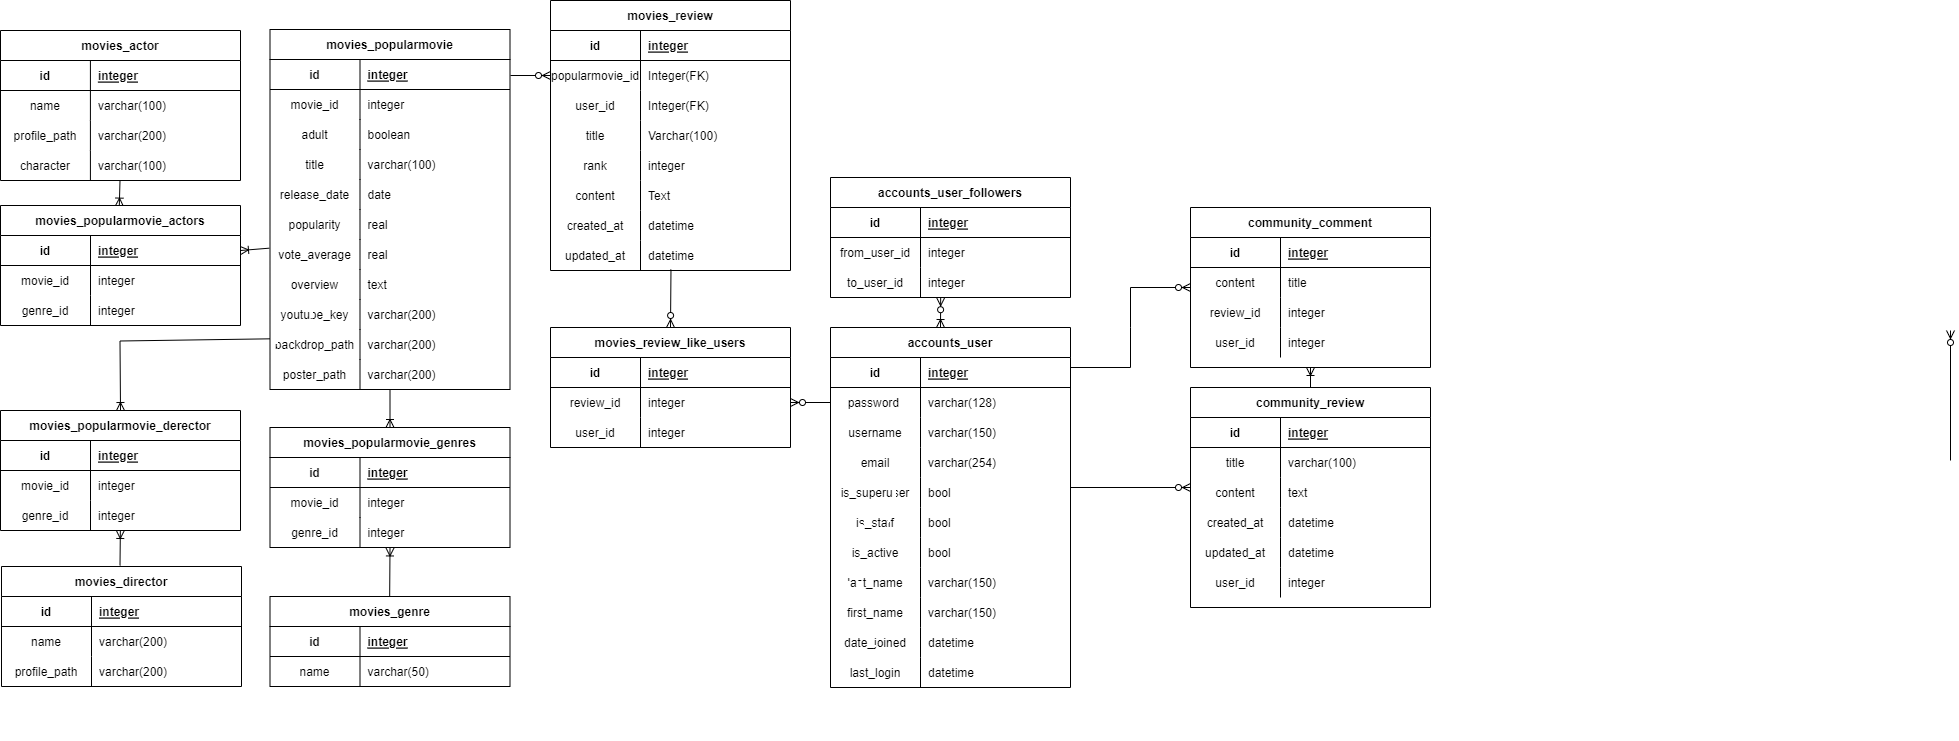 movies_actor
id integer
name varchar(100)
profile_path varchar(200)
character varchar(100)
movies_popularmovie_actors
id integer
movie_id integer
genre_id integer
movies_popularmovie_derector
id integer
movie_id integer
genre_id integer
movies_director
id integer
name varchar(200)
profile_path varchar(200)
movies_popularmovie
id integer
movie_id integer
adult boolean
title varchar(100)
release_date date
popularity real
vote_average real
overview text
youtube_key varchar(200)
backdrop_path varchar(200)
poster_path varchar(200)
movies_popularmovie_genres
id integer
movie_id integer
genre_id integer
movies_genre
id integer
name varchar(50)
movies_review
id integer
popularmovie_id Integer(FK)
user_id Integer(FK)
title Varchar(100)
rank integer
content Text
created_at datetime
updated_at datetime
movies_review_like_users
id integer
review_id integer
user_id integer
accounts_user_followers
id integer
from_user_id integer
to_user_id integer
accounts_user
id integer
password varchar(128)
username varchar(150)
email varchar(254)
is_superuser bool
is_staff bool
is_active bool
varchar(150)
first_name varchar(150)
date_joined datetime
last_login datetime
community_comment
id integer
content title
review_id integer
user_id integer
community_review
id integer
title varchar(100)
content text
created_at datetime
updated_at datetime
user_id integer